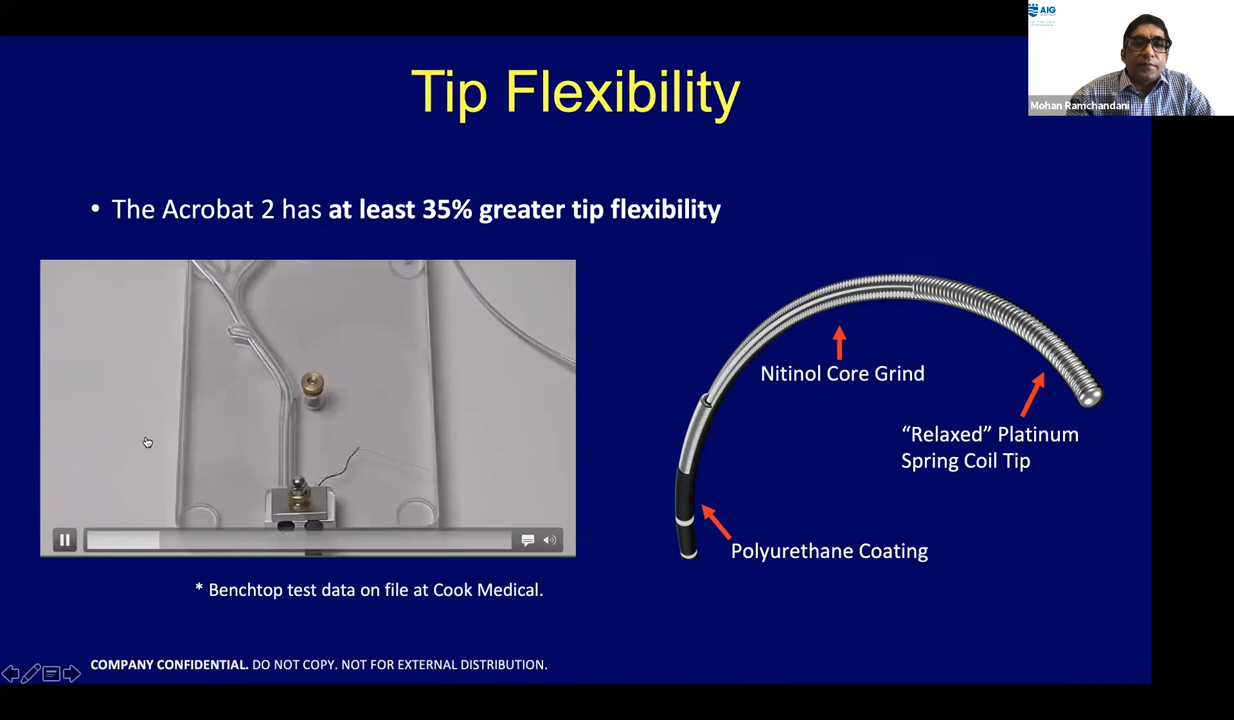 AIG
Mohan Ramchandani
Tip Flexibility
• The Acrobat 2 has at least 35% greater tip flexibility
Nitinol Core Grind
“Relaxed” Platinum
Spring Coil Tip
Polyurethane Coating
* Benchtop test data on file at Cook Medical.
COMPANY CONFIDENTIAL. DO NOT COPY. NOT FOR EXTERNAL DISTRIBUTION.